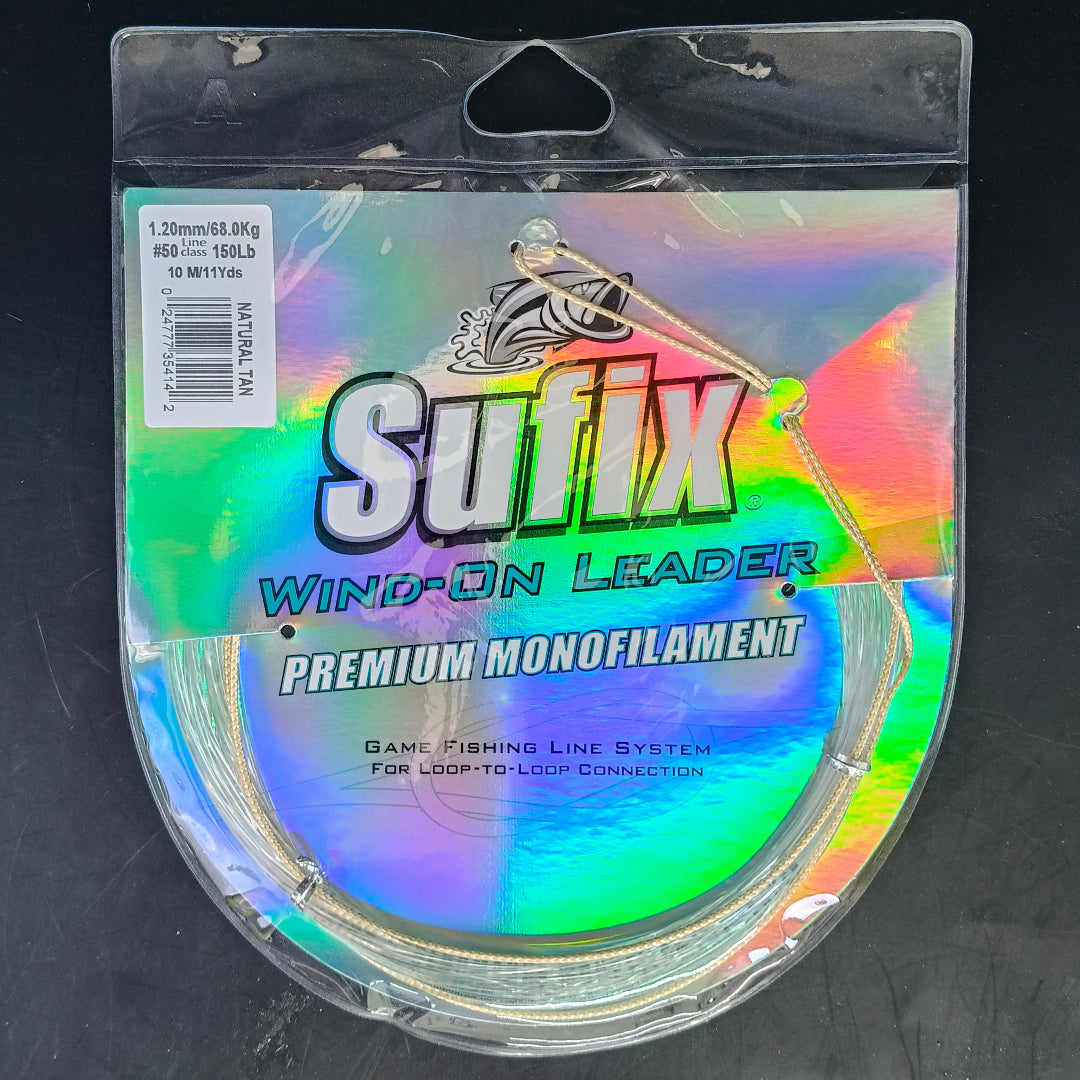 A
1.20mm/68.0Kg
#50 Line class 150Lb
10 M/11Yds
NATURAL TAN
0 24777 35414 2
Sufix®
WIND-ON LEADER
PREMIUM MONOFILAMENT
GAME FISHING LINE SYSTEM
FOR LOOP-TO-LOOP CONNECTION